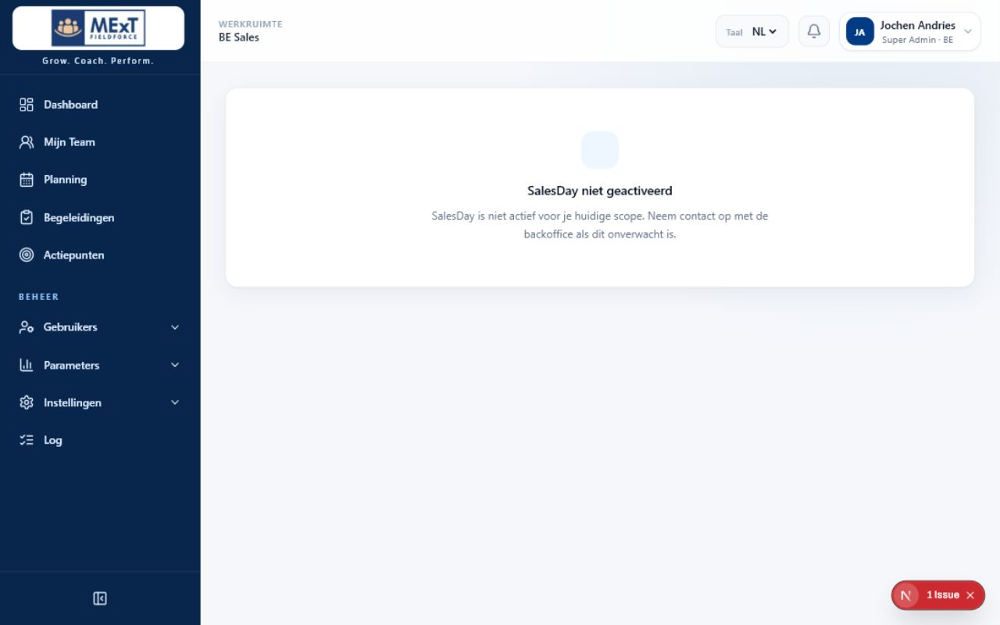 MExT
FIELDFORCE
Grow. Coach. Perform.
Dashboard
Mijn Team
Planning
Begeleidingen
Actiepunten
BEHEER
Gebruikers
Parameters
Instellingen
Log
WERKRUIMTE
BE Sales
Taal NL
JA
Jochen Andries
Super Admin · BE
SalesDay niet geactiveerd
SalesDay is niet actief voor je huidige scope. Neem contact op met de
backoffice als dit onverwacht is.
N 1 Issue